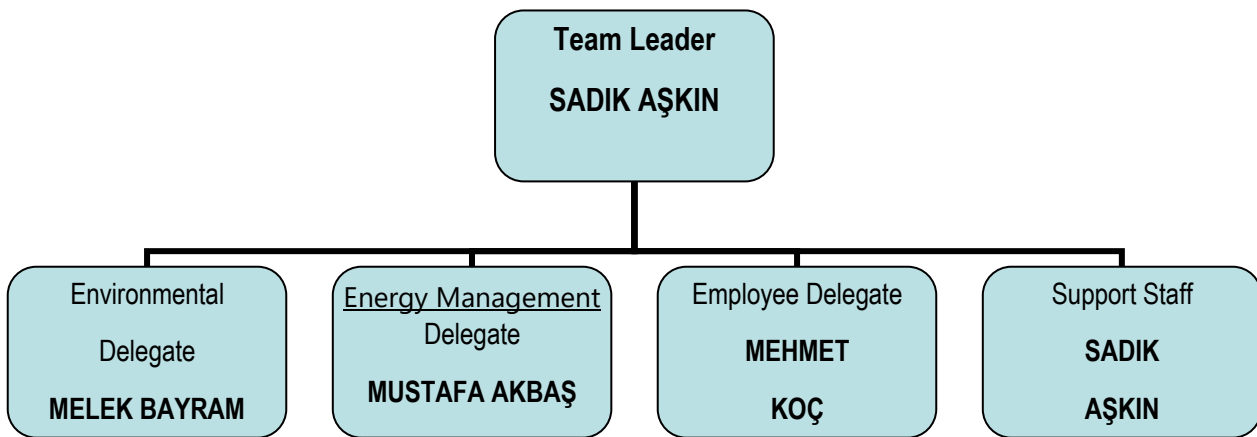 Team Leader
SADIK AŞKIN
Environmental
Delegate
MELEK BAYRAM
Energy Management
Delegate
MUSTAFA AKBAŞ
Employee Delegate
MEHMET
KOÇ
Support Staff
SADIK
AŞKIN